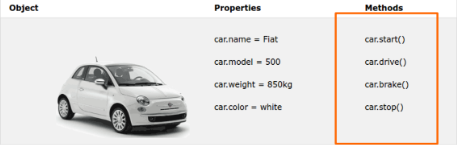 Object Properties Methods
car.name = Fiat car.start()
car.model = 500 car.drive()
car.weight = 850kg car.brake()
car.color = white car.stop()